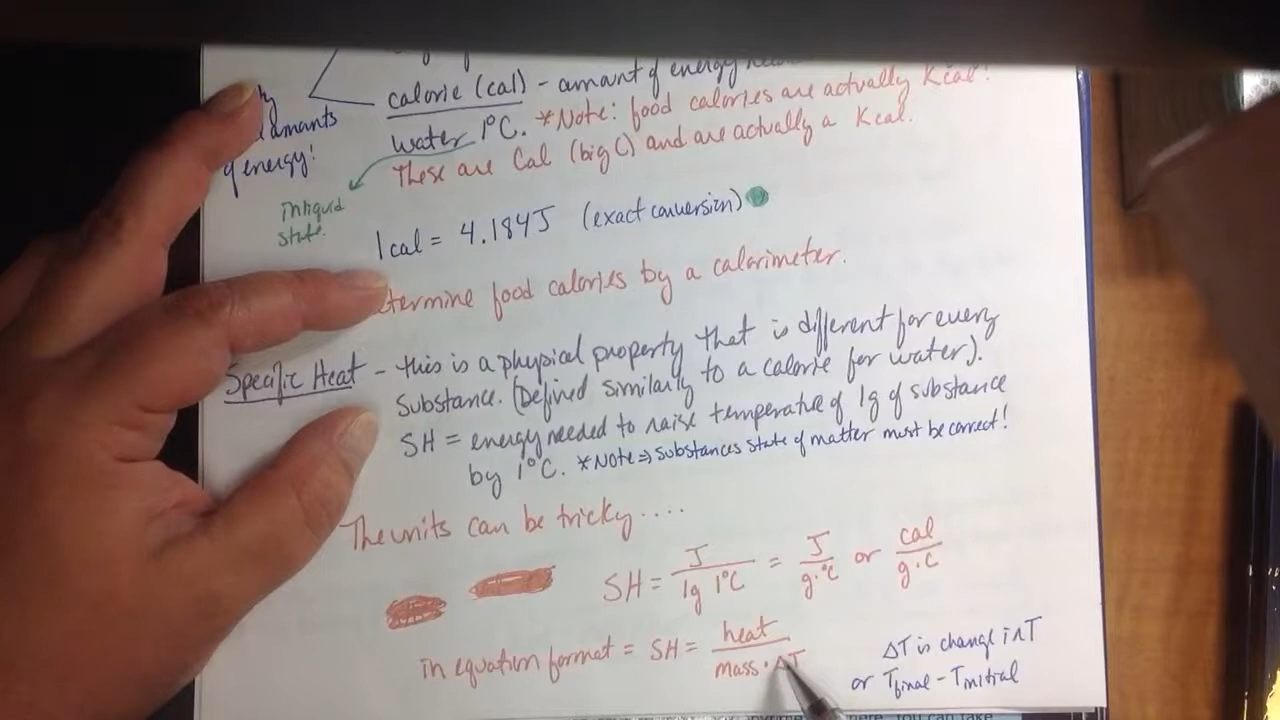 calorie (cal) - amount of energy
amants
of energy!
water 1°C. *Note: food calories are actually Kcal!
These are Cal (big C) and are actually a Kcal.
in liquid
state.
1 cal = 4.184J (exact conversion)
termine food calories by a calorimeter.
Specific Heat - this is a physical property that is different for every
substance. (Defined similarily to a calorie for water).
SH = energy needed to raise temperature of 1g of substance
by 1°C. *Note ⇒ substances state of matter must be correct!
The units can be tricky....
SH = J / 1g 1°C = J / g·°C or cal / g·C
in equation format = SH = heat / mass · ΔT
ΔT is change in T
or Tfinal - Tinitial